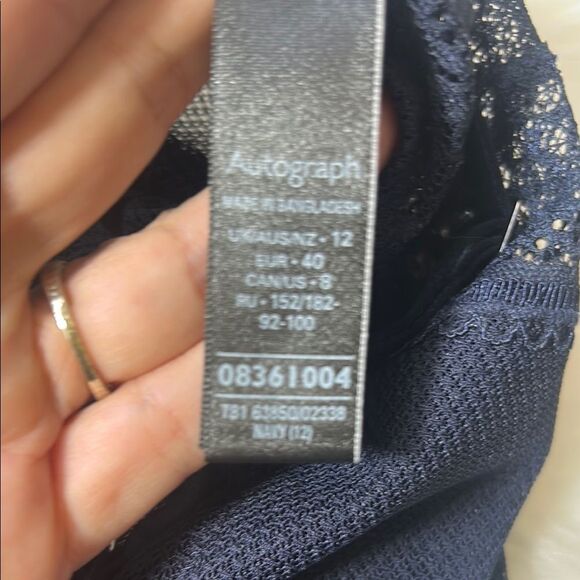 Autograph
MADE IN BANGLADESH
UK/AUS/NZ - 12
EUR - 40
CAN/US - 8
RU - 152/182-
92-100
08361004
T81 6385O/02338
NAVY (12)